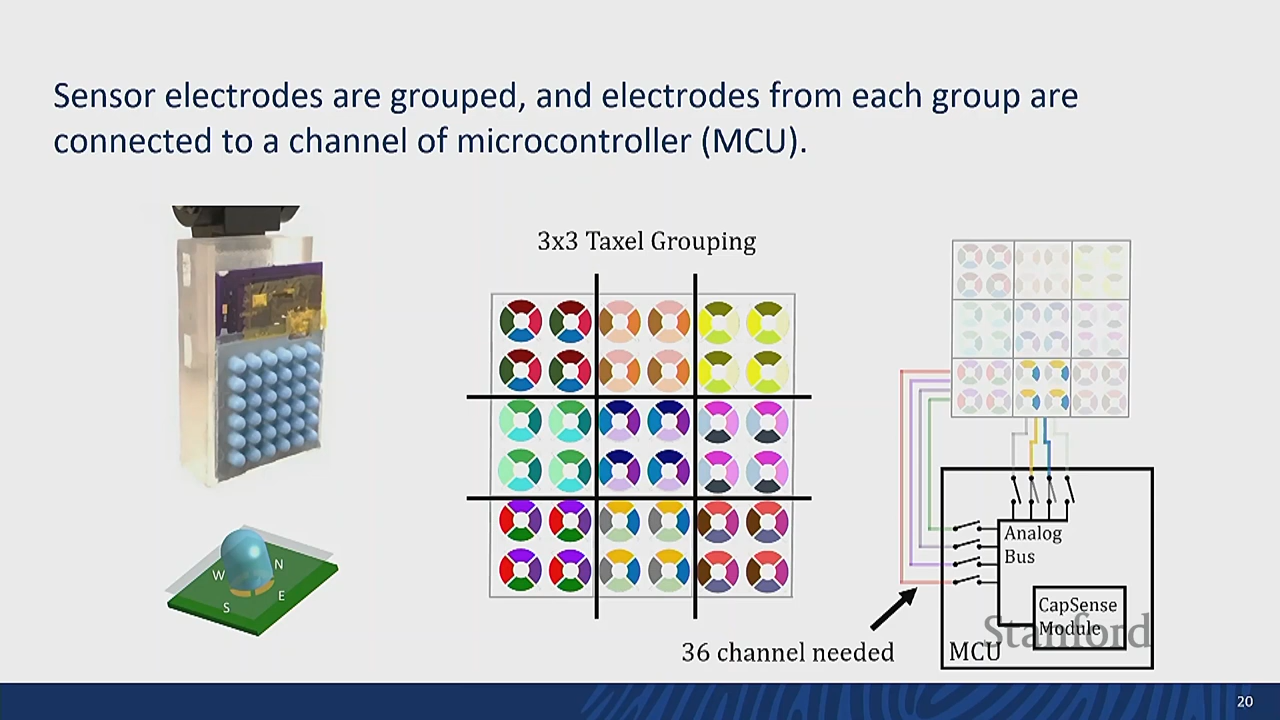 Sensor electrodes are grouped, and electrodes from each group are
connected to a channel of microcontroller (MCU).
3x3 Taxel Grouping
W
N
S
E
36 channel needed
Analog
Bus
CapSense
Module
MCU
Stanford
20